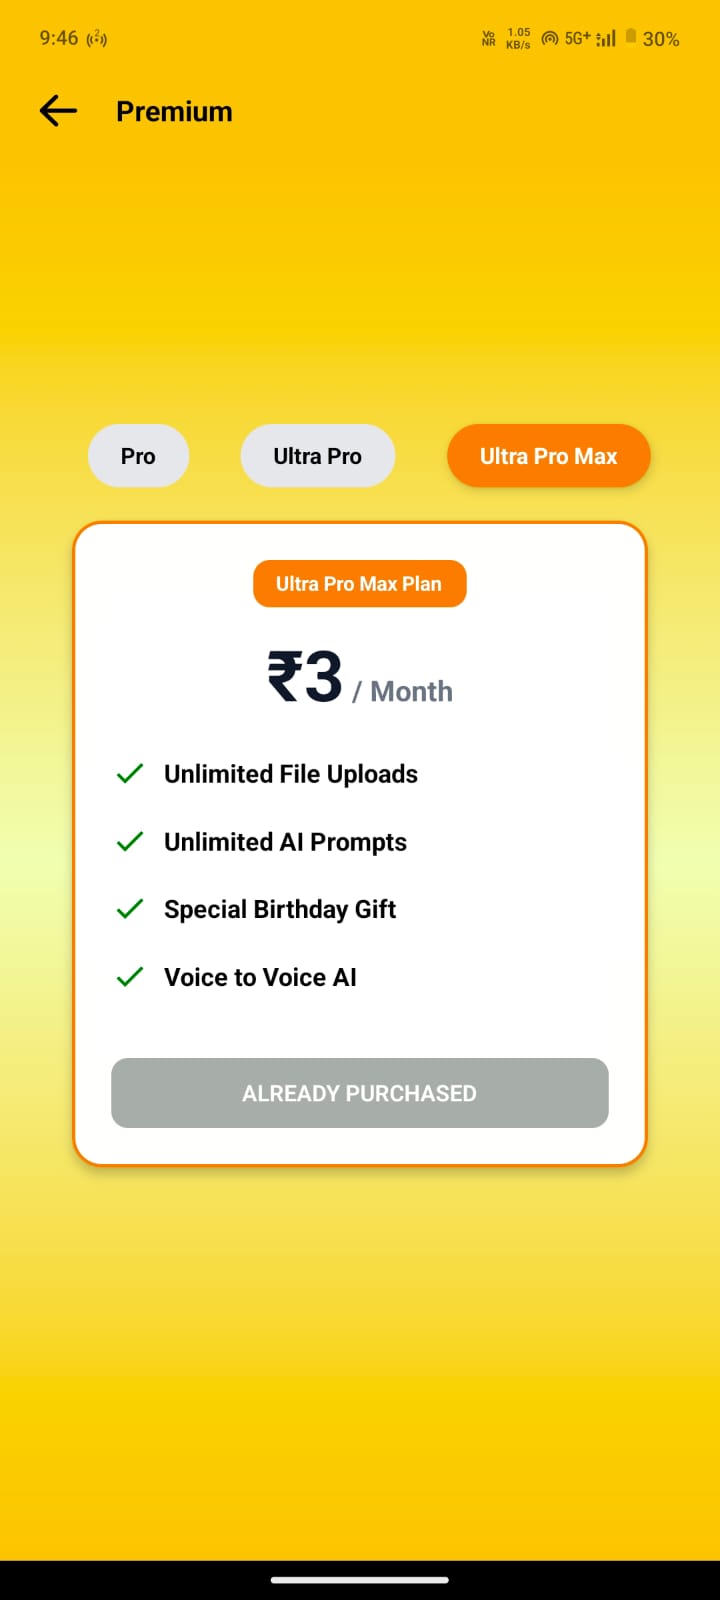 9:46
Vo NR 1.05 KB/s 5G+ 30%
Premium
Pro Ultra Pro Ultra Pro Max
Ultra Pro Max Plan
₹3 / Month
Unlimited File Uploads
Unlimited AI Prompts
Special Birthday Gift
Voice to Voice AI
ALREADY PURCHASED